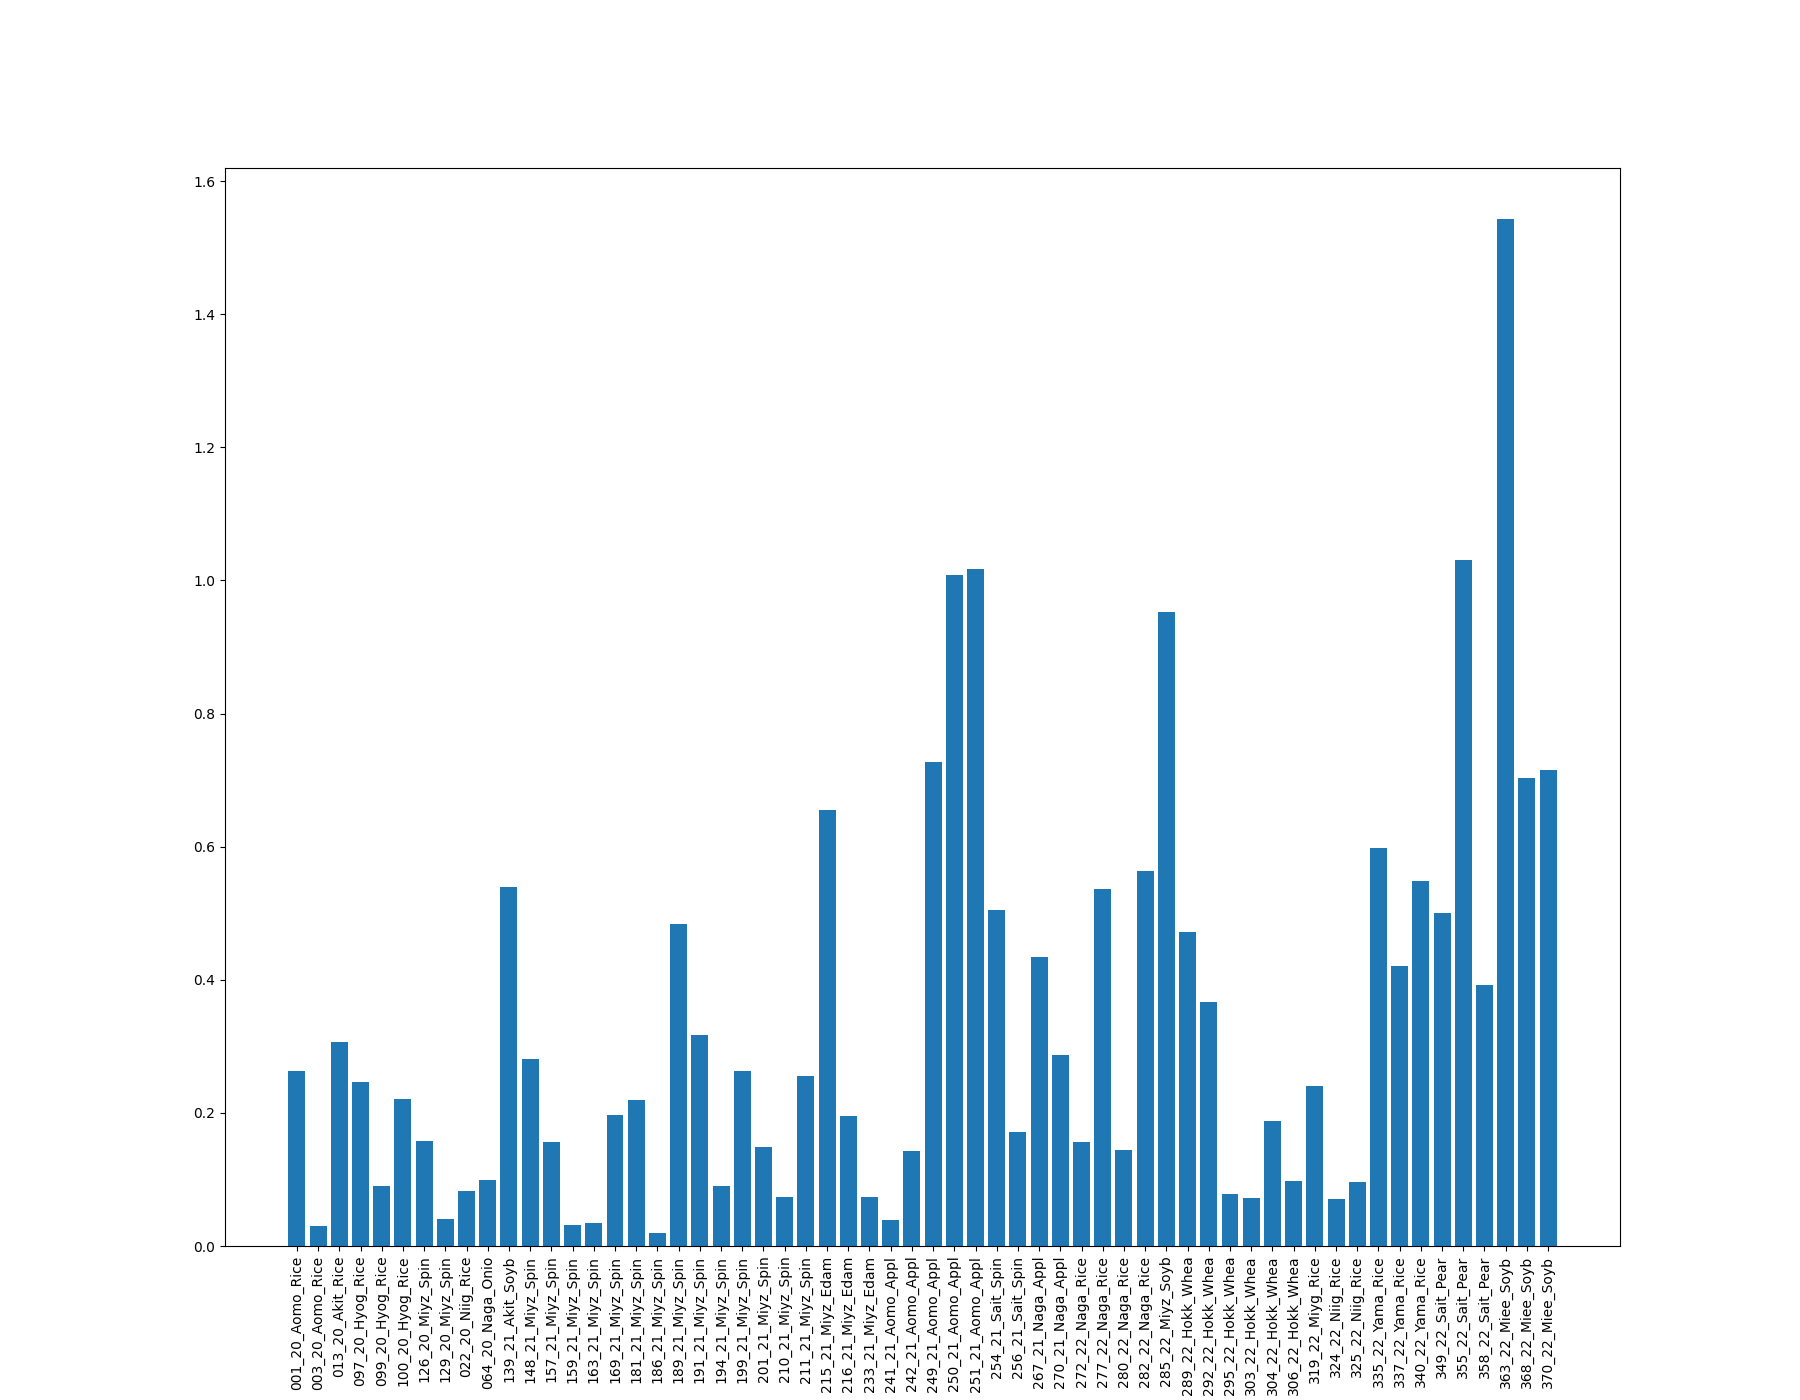 1.6
1.4
1.2
1.0
0.8
0.6
0.4
0.2
0.0
001_20_Aomo_Rice
003_20_Aomo_Rice
013_20_Akit_Rice
097_20_Hyog_Rice
099_20_Hyog_Rice
100_20_Hyog_Rice
126_20_Miyz_Spin
129_20_Miyz_Spin
022_20_Niig_Rice
064_20_Naga_Onio
139_21_Akit_Soyb
148_21_Miyz_Spin
157_21_Miyz_Spin
159_21_Miyz_Spin
163_21_Miyz_Spin
169_21_Miyz_Spin
181_21_Miyz_Spin
186_21_Miyz_Spin
189_21_Miyz_Spin
191_21_Miyz_Spin
194_21_Miyz_Spin
199_21_Miyz_Spin
201_21_Miyz_Spin
210_21_Miyz_Spin
211_21_Miyz_Spin
215_21_Miyz_Edam
216_21_Miyz_Edam
233_21_Miyz_Edam
241_21_Aomo_Appl
242_21_Aomo_Appl
249_21_Aomo_Appl
250_21_Aomo_Appl
251_21_Aomo_Appl
254_21_Sait_Spin
256_21_Sait_Spin
267_21_Naga_Appl
270_21_Naga_Appl
272_22_Naga_Rice
277_22_Naga_Rice
280_22_Naga_Rice
282_22_Naga_Rice
285_22_Miyz_Soyb
289_22_Hokk_Whea
292_22_Hokk_Whea
295_22_Hokk_Whea
303_22_Hokk_Whea
304_22_Hokk_Whea
306_22_Hokk_Whea
319_22_Miyg_Rice
324_22_Niig_Rice
325_22_Niig_Rice
335_22_Yama_Rice
337_22_Yama_Rice
340_22_Yama_Rice
349_22_Sait_Pear
355_22_Sait_Pear
358_22_Sait_Pear
363_22_Miee_Soyb
368_22_Miee_Soyb
370_22_Miee_Soyb